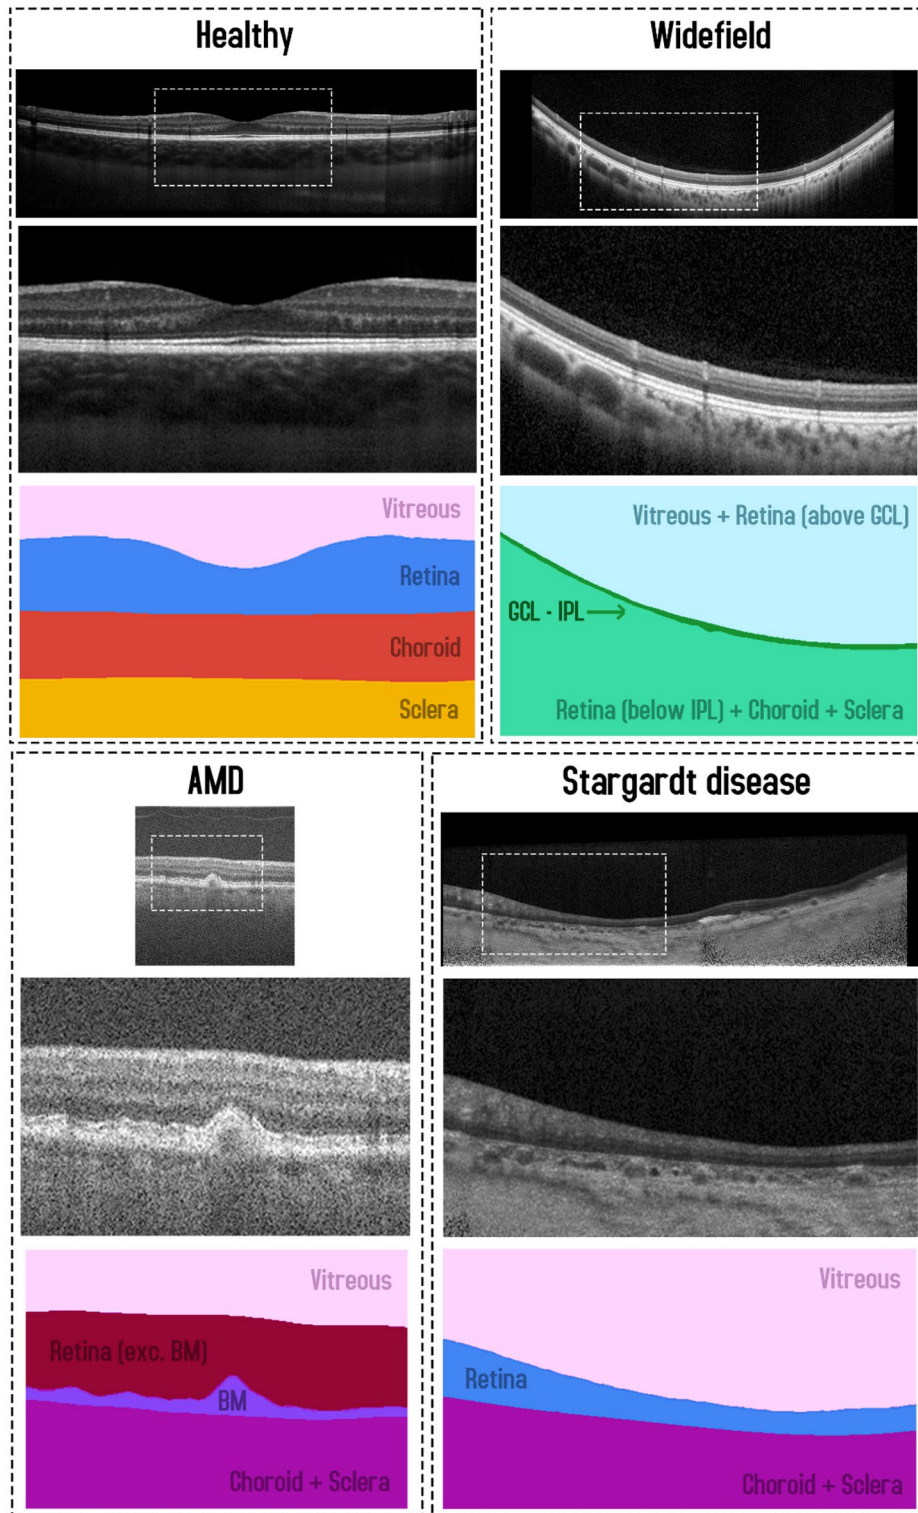 Healthy
Vitreous
Retina
Choroid
Sclera
Widefield
Vitreous + Retina (above GCL)
GCL - IPL
Retina (below IPL) + Choroid + Sclera
AMD
Vitreous
Retina (exc. BM)
BM
Choroid + Sclera
Stargardt disease
Vitreous
Retina
Choroid + Sclera